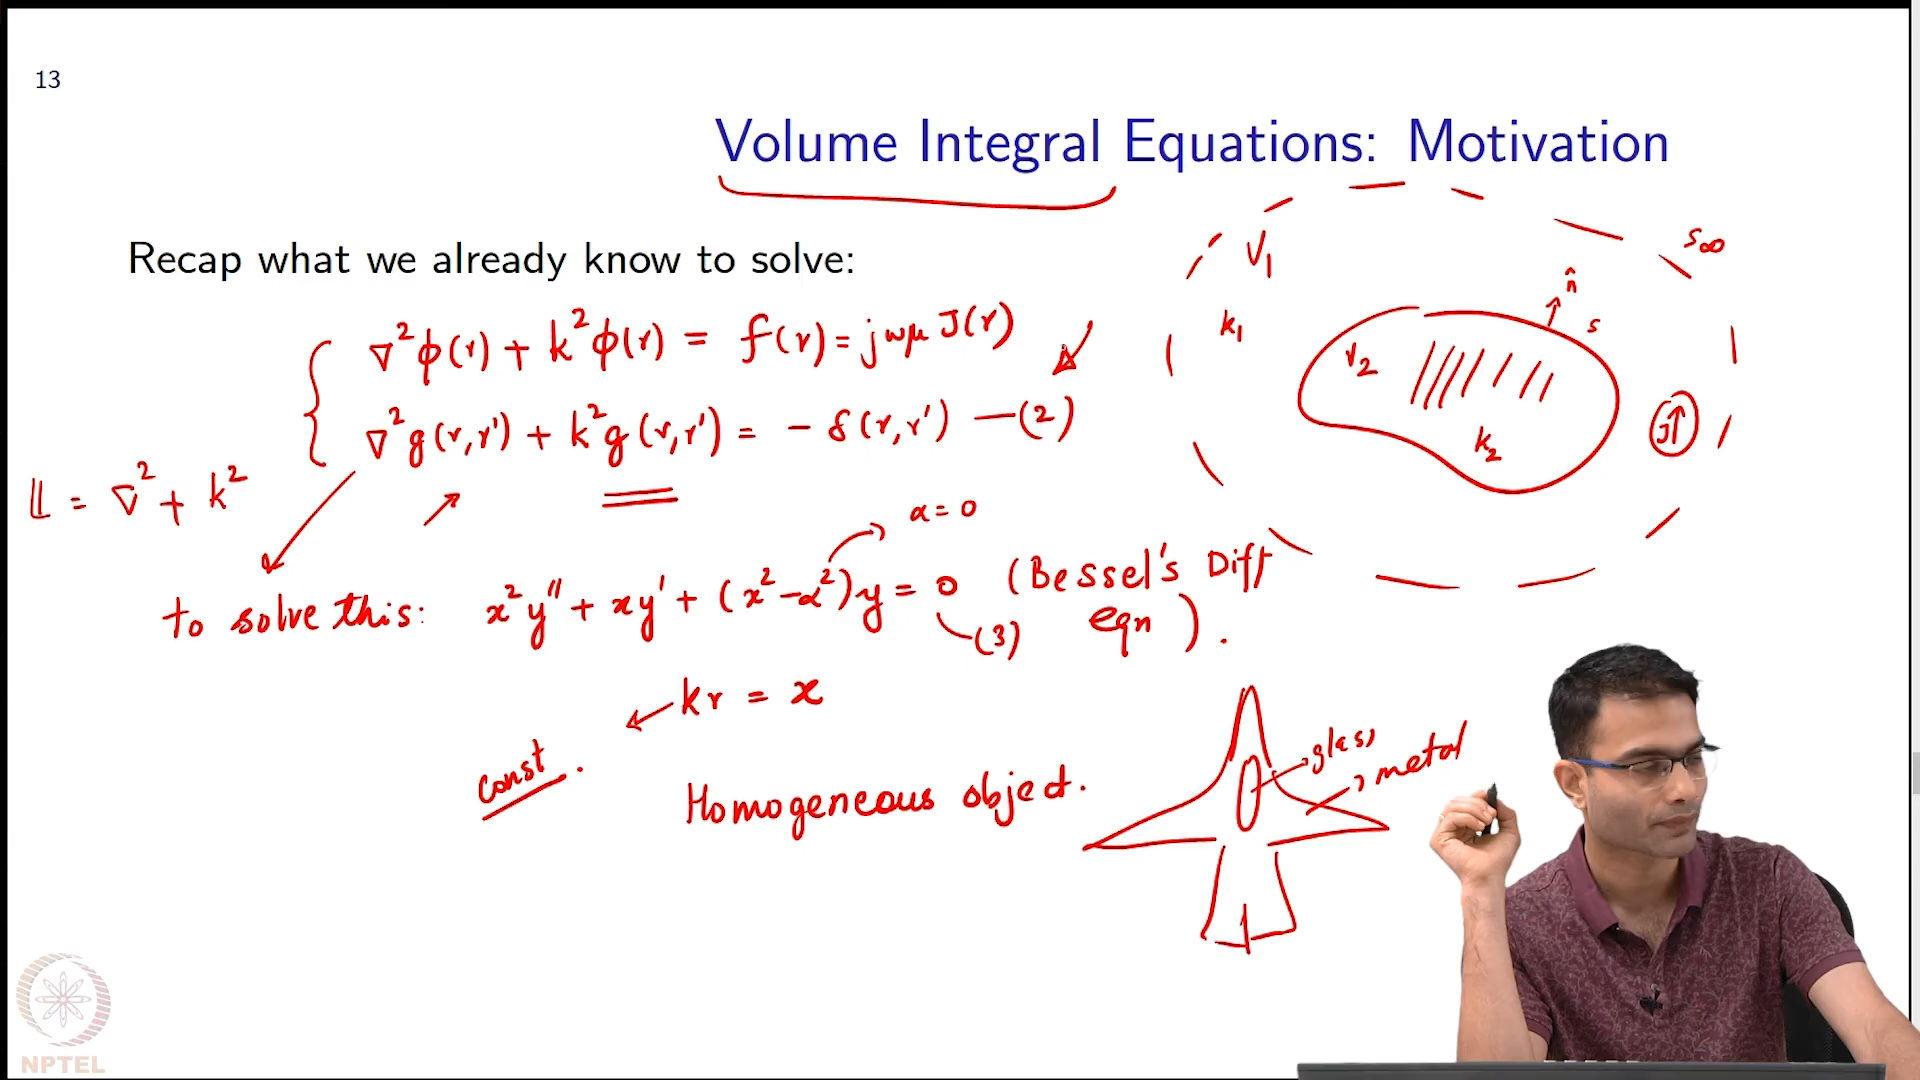 13
Volume Integral Equations: Motivation
Recap what we already know to solve:
∇²φ(r) + k²φ(r) = f(r) = jωμ J(r)
∇²g(r,r') + k²g(r,r') = -δ(r,r') —(2)
𝕃 = ∇² + k²
α = 0
to solve this: x²y'' + xy' + (x²-α²)y = 0 (Bessel's Diff
—(3) eqn).
kr = x
const.
Homogeneous object.
V₁
k₁
S∞
n̂
s
V₂
k₂
J↑
glass
metal
NPTEL